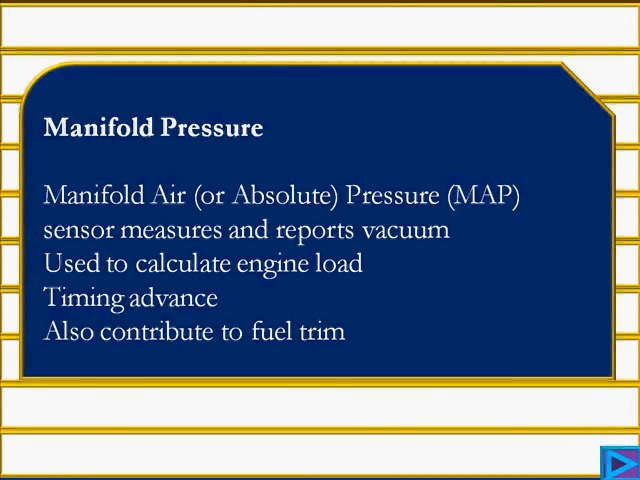 Manifold Pressure
Manifold Air (or Absolute) Pressure (MAP)
sensor measures and reports vacuum
Used to calculate engine load
Timing advance
Also contribute to fuel trim